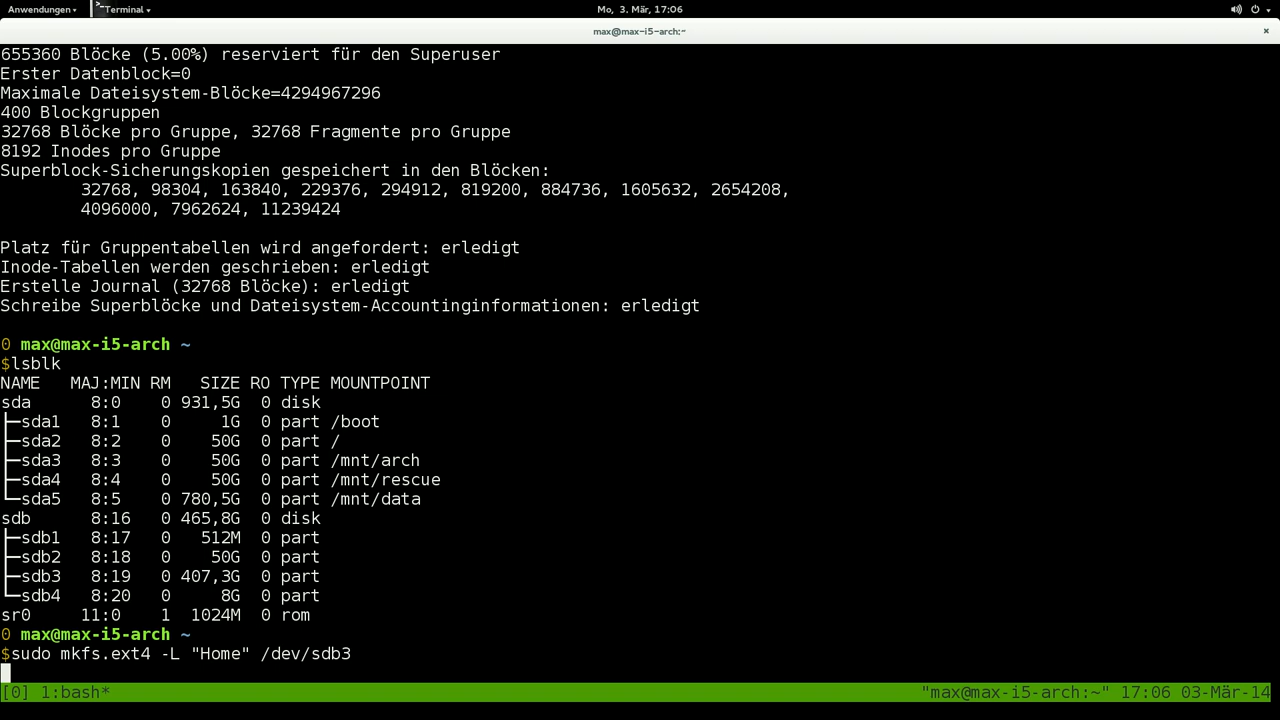 Anwendungen Terminal Mo, 3. Mär, 17:06
max@max-i5-arch:~
655360 Blöcke (5.00%) reserviert für den Superuser
Erster Datenblock=0
Maximale Dateisystem-Blöcke=4294967296
400 Blockgruppen
32768 Blöcke pro Gruppe, 32768 Fragmente pro Gruppe
8192 Inodes pro Gruppe
Superblock-Sicherungskopien gespeichert in den Blöcken:
32768, 98304, 163840, 229376, 294912, 819200, 884736, 1605632, 2654208,
4096000, 7962624, 11239424
Platz für Gruppentabellen wird angefordert: erledigt
Inode-Tabellen werden geschrieben: erledigt
Erstelle Journal (32768 Blöcke): erledigt
Schreibe Superblöcke und Dateisystem-Accountinginformationen: erledigt
0 max@max-i5-arch ~
$lsblk
NAME MAJ:MIN RM SIZE RO TYPE MOUNTPOINT
sda 8:0 0 931,5G 0 disk
├─sda1 8:1 0 1G 0 part /boot
├─sda2 8:2 0 50G 0 part /
├─sda3 8:3 0 50G 0 part /mnt/arch
├─sda4 8:4 0 50G 0 part /mnt/rescue
└─sda5 8:5 0 780,5G 0 part /mnt/data
sdb 8:16 0 465,8G 0 disk
├─sdb1 8:17 0 512M 0 part
├─sdb2 8:18 0 50G 0 part
├─sdb3 8:19 0 407,3G 0 part
└─sdb4 8:20 0 8G 0 part
sr0 11:0 1 1024M 0 rom
0 max@max-i5-arch ~
$sudo mkfs.ext4 -L "Home" /dev/sdb3
[0] 1:bash* "max@max-i5-arch:~" 17:06 03-Mär-14